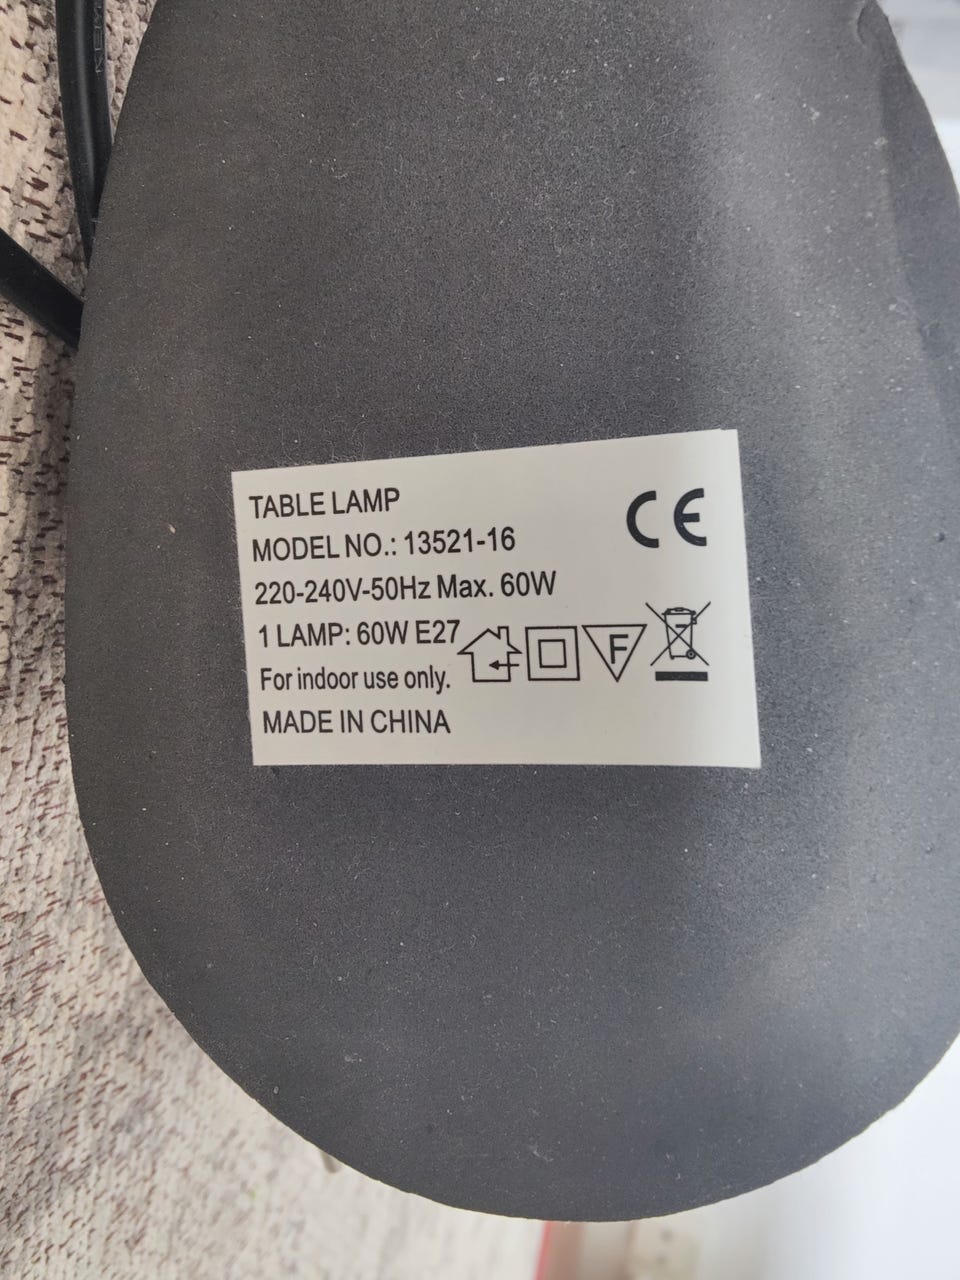 TABLE LAMP
CE
MODEL NO.: 13521-16
220-240V-50Hz Max. 60W
1 LAMP: 60W E27
F
For indoor use only.
MADE IN CHINA